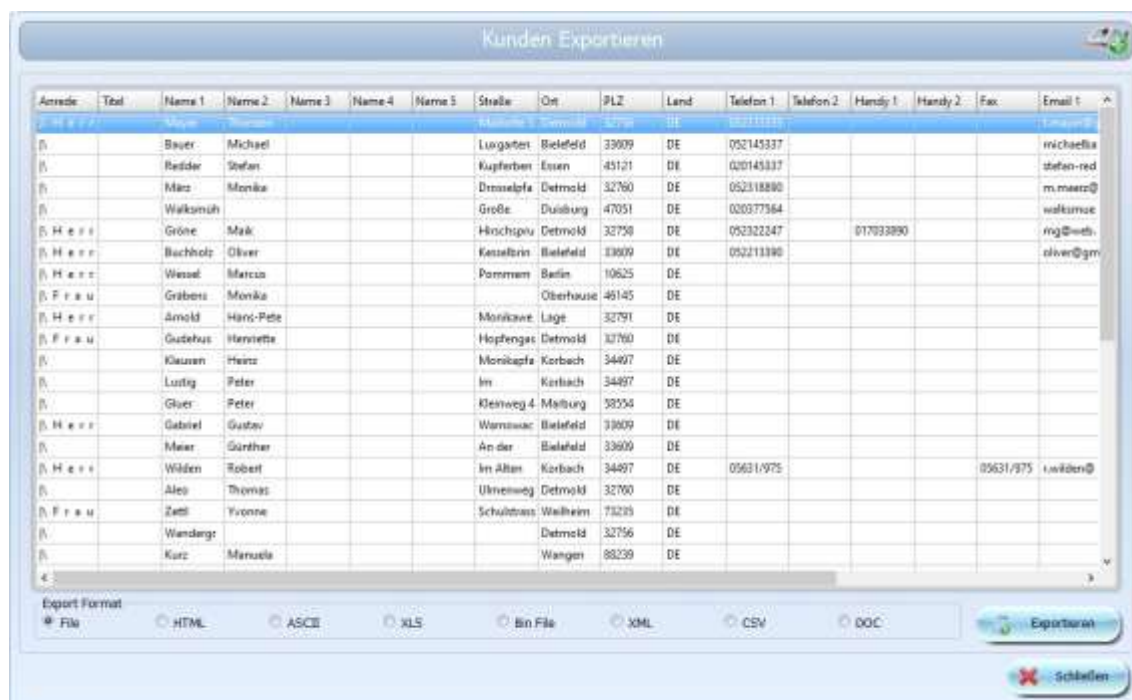 Kunden Exportieren
Anrede Titel Name 1 Name 2 Name 3 Name 4 Name 5 Straße Ort PLZ Land Telefon 1 Telefon 2 Handy 1 Handy 2 Fax Email 1
Herr Detmold DE
Bauer Michael Bielefeld 33609 DE 052145337
Redder Stefan Essen 45121 DE 020145337 stefan-red
März Monika Drosselpfa Detmold 32760 DE 052318890 m.maerz@
Walksmüh Große Duisburg 47051 DE 020377564 walksmue
Herr Gröne Maik Hirschspru Detmold 32758 DE 052322247 017033890 mg@web.
Herr Buchholz Oliver Kesselbrin Bielefeld 33609 DE 052213390 oliver@gm
Herr Wessel Marcus Pommern Berlin 10625 DE
Frau Gräbens Monika Oberhause 46145 DE
Herr Arnold Hans-Pete Monikawe Lage 32791 DE
Frau Gudehus Henriette Hopfengas Detmold 32760 DE
Klausen Heinz Monikapfa Korbach 34497 DE
Lustig Peter Im Korbach 34497 DE
Peter Kleinweg 4 Marburg 58554 DE
Herr Gabriel Gustav Bielefeld 33609 DE
Meier Günther An der Bielefeld 33609 DE
Herr Wilden Robert Im Alten Korbach 34497 DE 05631/975 05631/975 r.wilden@
Thomas Ulmenweg Detmold 32760 DE
Frau Zettl Yvonne Schulstrass Weilheim 73235 DE
Wandergr Detmold 32756 DE
Kurz Manuela Wangen 88239 DE
Export Format
File HTML ASCII XLS Bin File XML CSV DOC Exportieren
Schließen